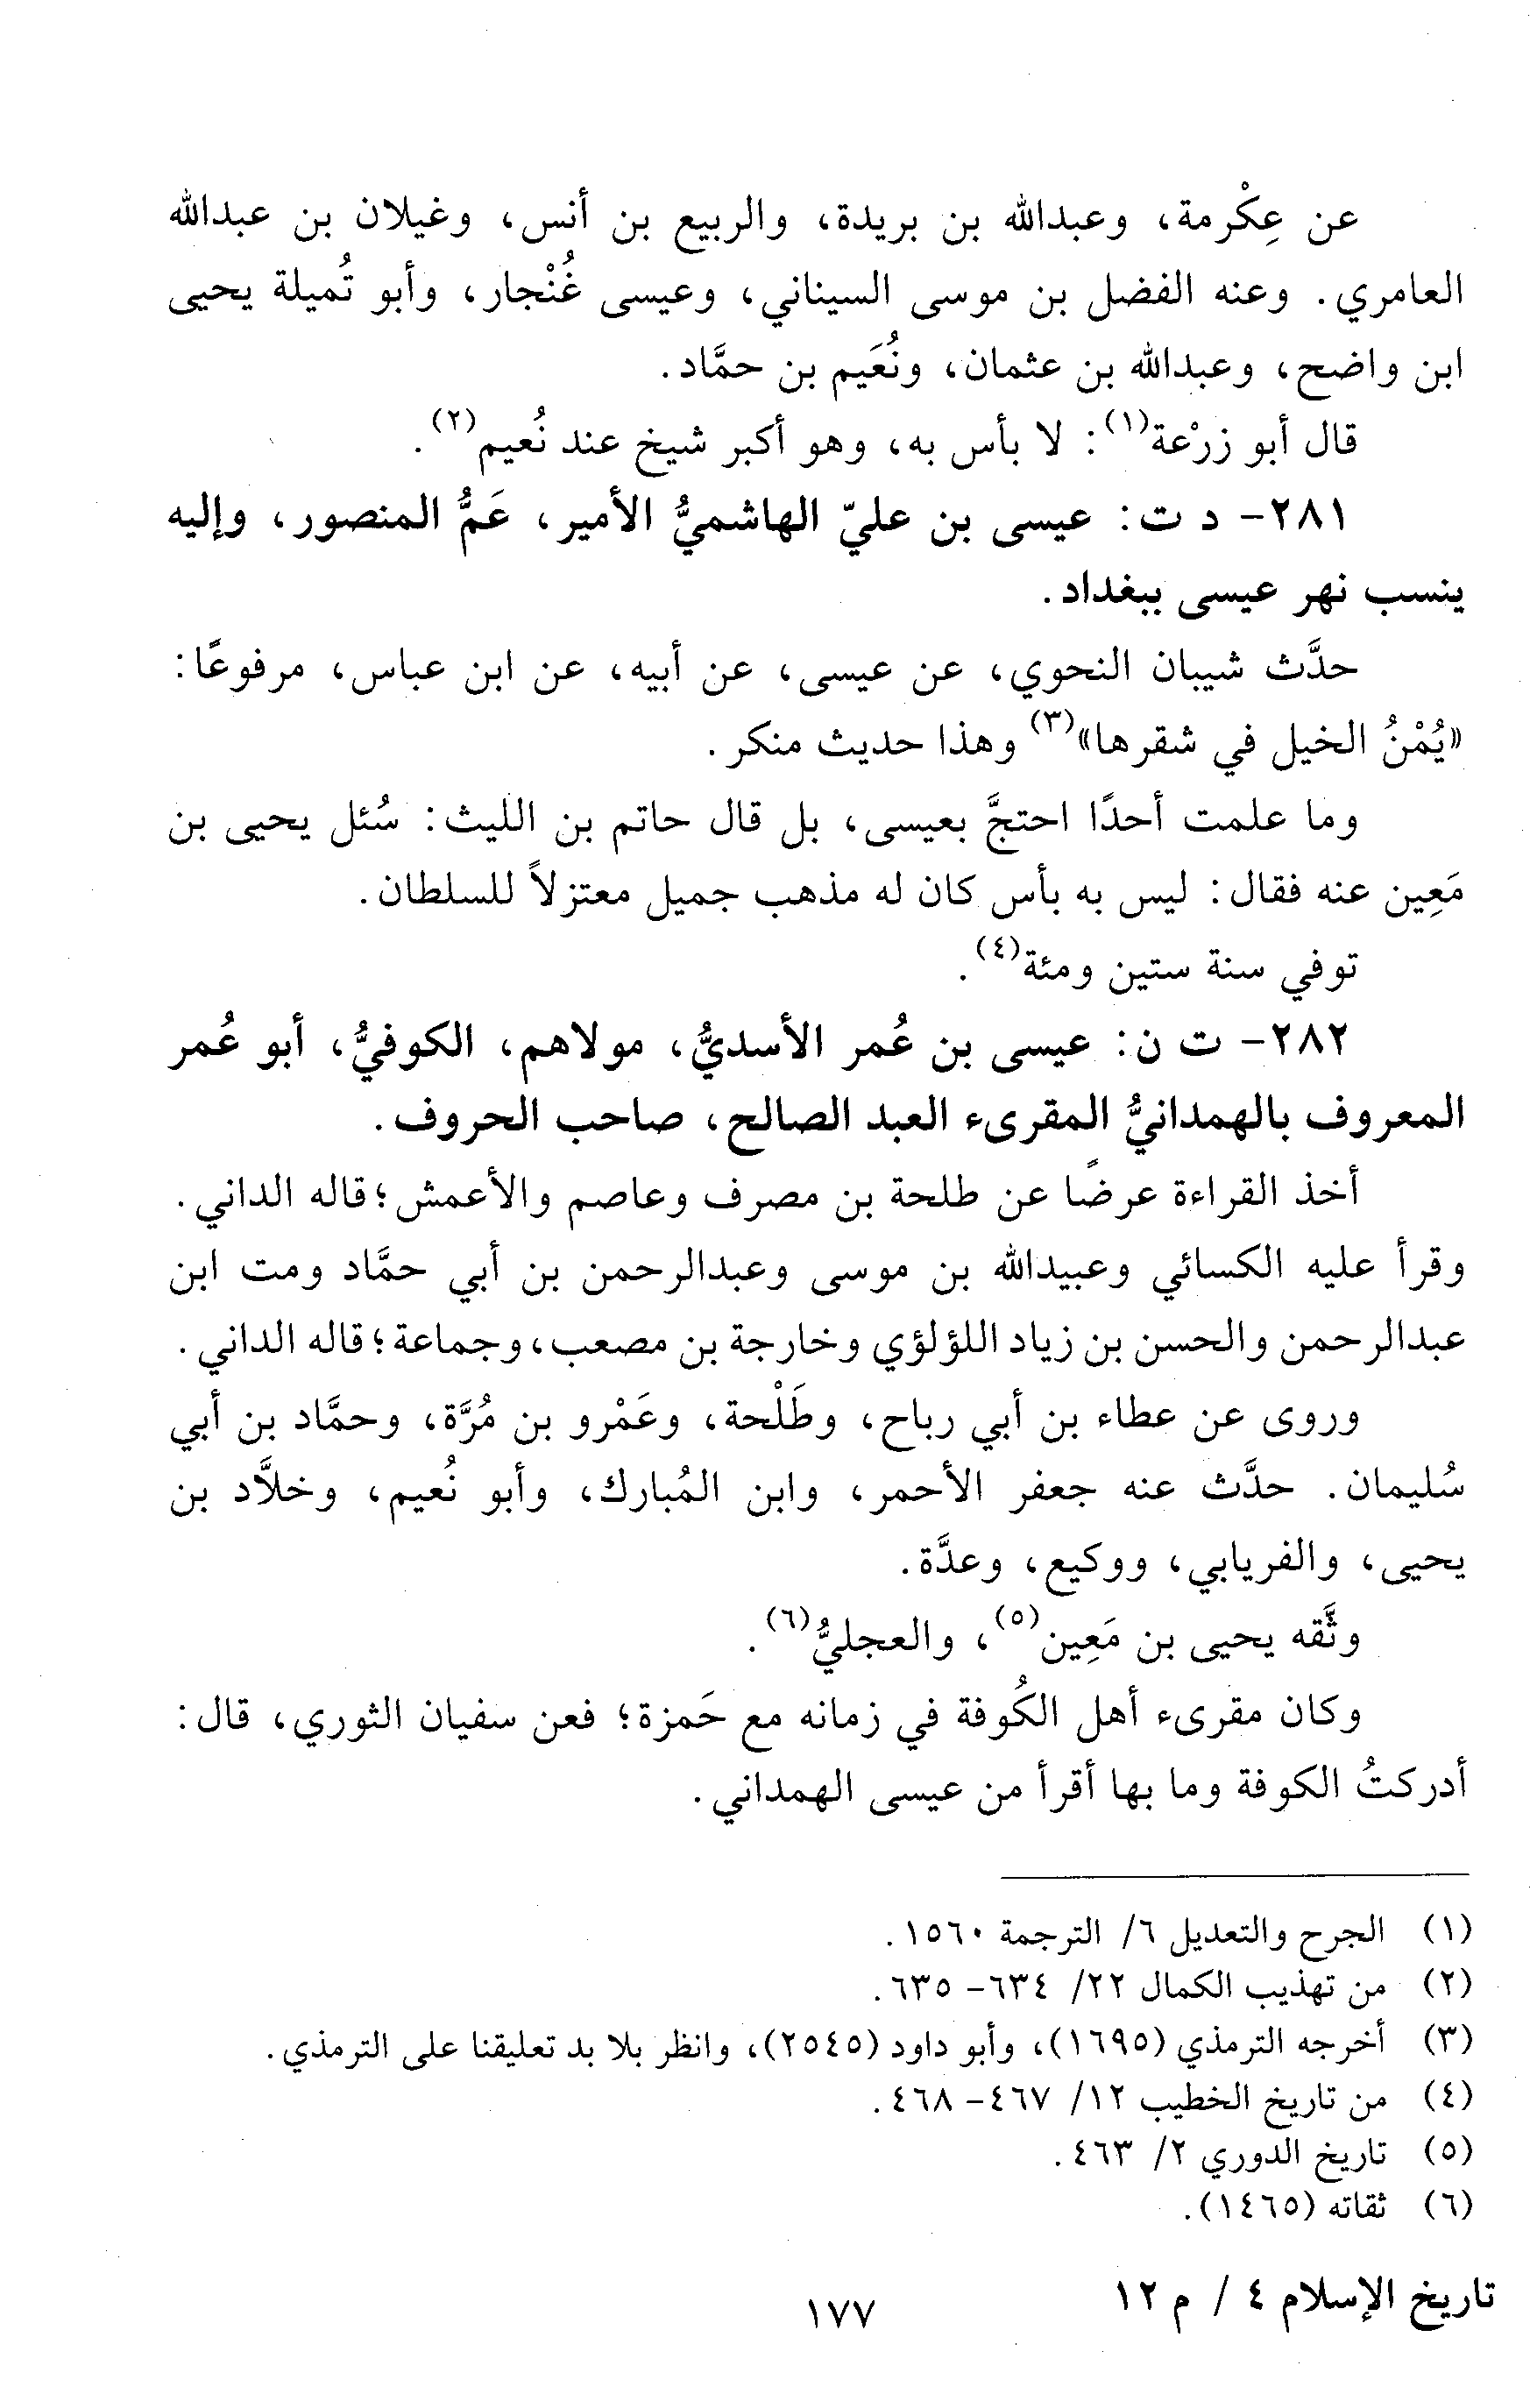 عن عِكْرمة، وعبدالله بن بريدة، والربيع بن أنس، وغيلان بن عبدالله
العامري. وعنه الفضل بن موسى السيناني، وعيسى غُنْجار، وأبو تُميلة يحيى
ابن واضح، وعبدالله بن عثمان، ونُعَيم بن حمَّاد.
قال أبو زرْعة(١): لا بأس به، وهو أكبر شيخ عند نُعيم(٢).
٢٨١- د ت: عيسى بن عليّ الهاشميُّ الأمير، عَمُّ المنصور، وإليه
ينسب نهر عيسى ببغداد.
حدَّث شيبان النحوي، عن عيسى، عن أبيه، عن ابن عباس، مرفوعًا:
«يُمْنُ الخيل في شقرها»(٣) وهذا حديث منكر.
وما علمت أحدًا احتجَّ بعيسى، بل قال حاتم بن الليث: سُئل يحيى بن
مَعِين عنه فقال: ليس به بأس كان له مذهب جميل معتزلاً للسلطان.
توفي سنة ستين ومئة(٤).
٢٨٢- ت ن: عيسى بن عُمر الأسديُّ، مولاهم، الكوفيُّ، أبو عُمر
المعروف بالهمدانيُّ المقرىء العبد الصالح، صاحب الحروف.
أخذ القراءة عرضًا عن طلحة بن مصرف وعاصم والأعمش؛ قاله الداني.
وقرأ عليه الكسائي وعبيدالله بن موسى وعبدالرحمن بن أبي حمَّاد ومت ابن
عبدالرحمن والحسن بن زياد اللؤلؤي وخارجة بن مصعب، وجماعة؛ قاله الداني.
وروى عن عطاء بن أبي رباح، وطَلْحة، وعَمْرو بن مُرَّة، وحمَّاد بن أبي
سُليمان. حدَّث عنه جعفر الأحمر، وابن المُبارك، وأبو نُعيم، وخلاَّد بن
يحيى، والفريابي، ووكيع، وعدَّة.
وثَّقه يحيى بن مَعِين(٥)، والعجليُّ(٦).
وكان مقرىء أهل الكُوفة في زمانه مع حَمزة؛ فعن سفيان الثوري، قال:
أدركتُ الكوفة وما بها أقرأ من عيسى الهمداني.
(١) الجرح والتعديل ٦/ الترجمة ١٥٦٠.
(٢) من تهذيب الكمال ٢٢/ ٦٣٤- ٦٣٥.
(٣) أخرجه الترمذي (١٦٩٥)، وأبو داود (٢٥٤٥)، وانظر بلا بد تعليقنا على الترمذي.
(٤) من تاريخ الخطيب ١٢/ ٤٦٧- ٤٦٨.
(٥) تاريخ الدوري ٢/ ٤٦٣.
(٦) ثقاته (١٤٦٥).
تاريخ الإسلام ٤ / م ١٢
١٧٧